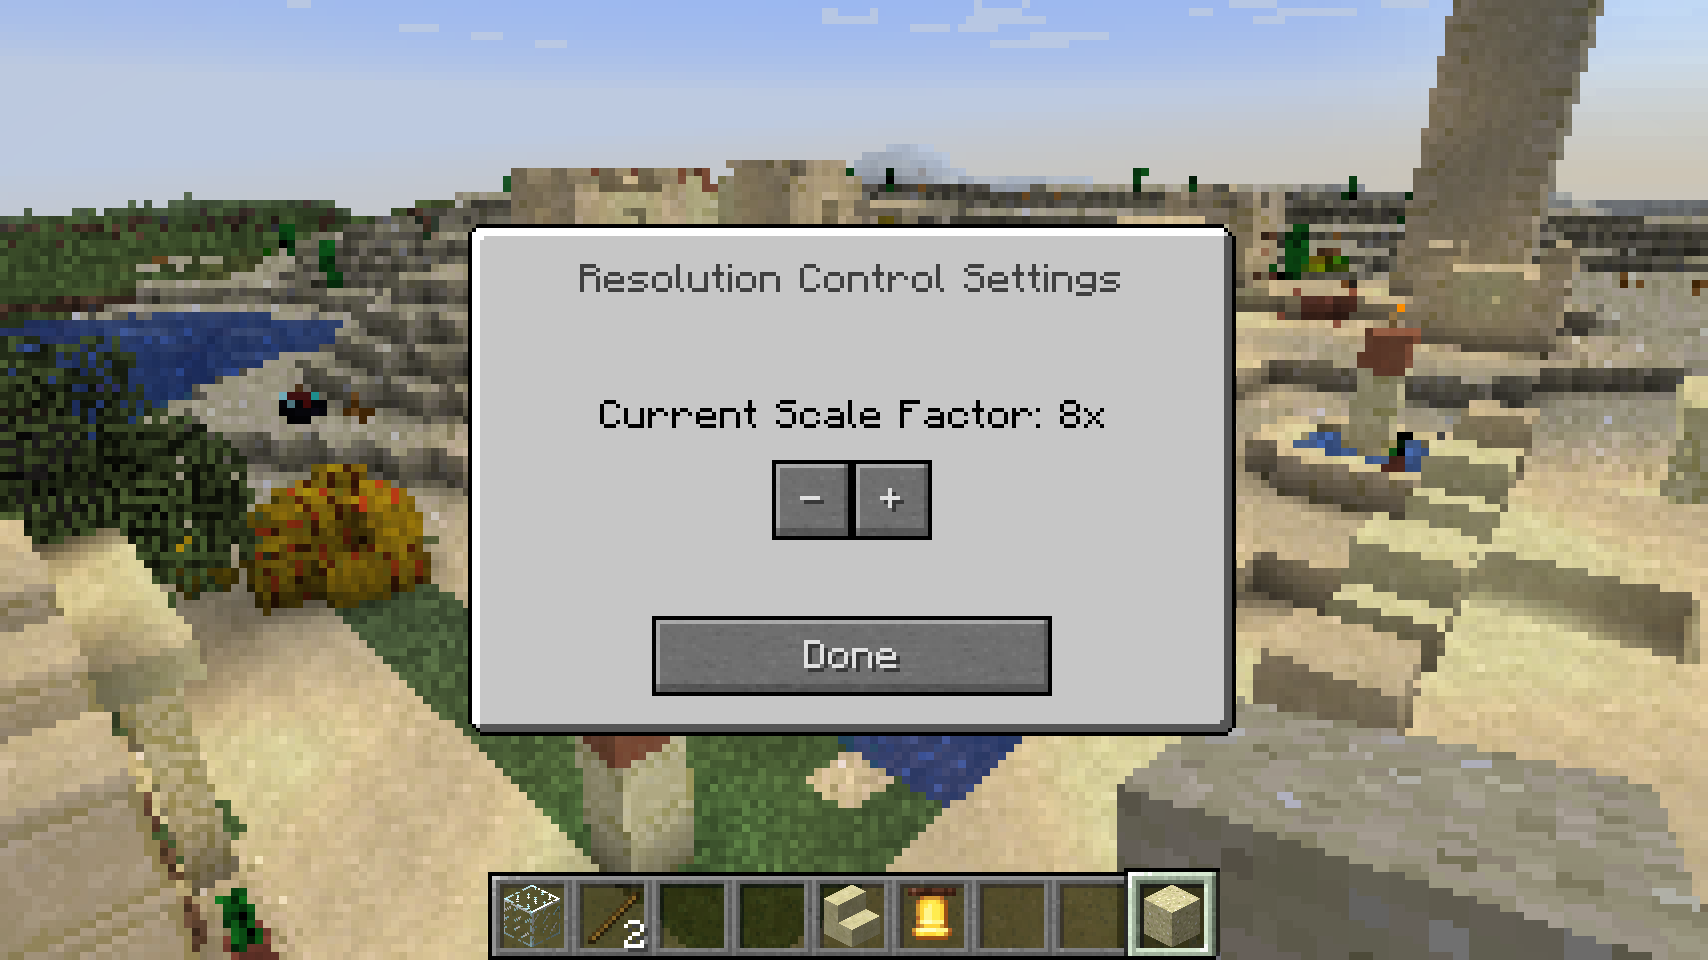 Resolution Control Settings
Current Scale Factor: 8x
- +
Done
2